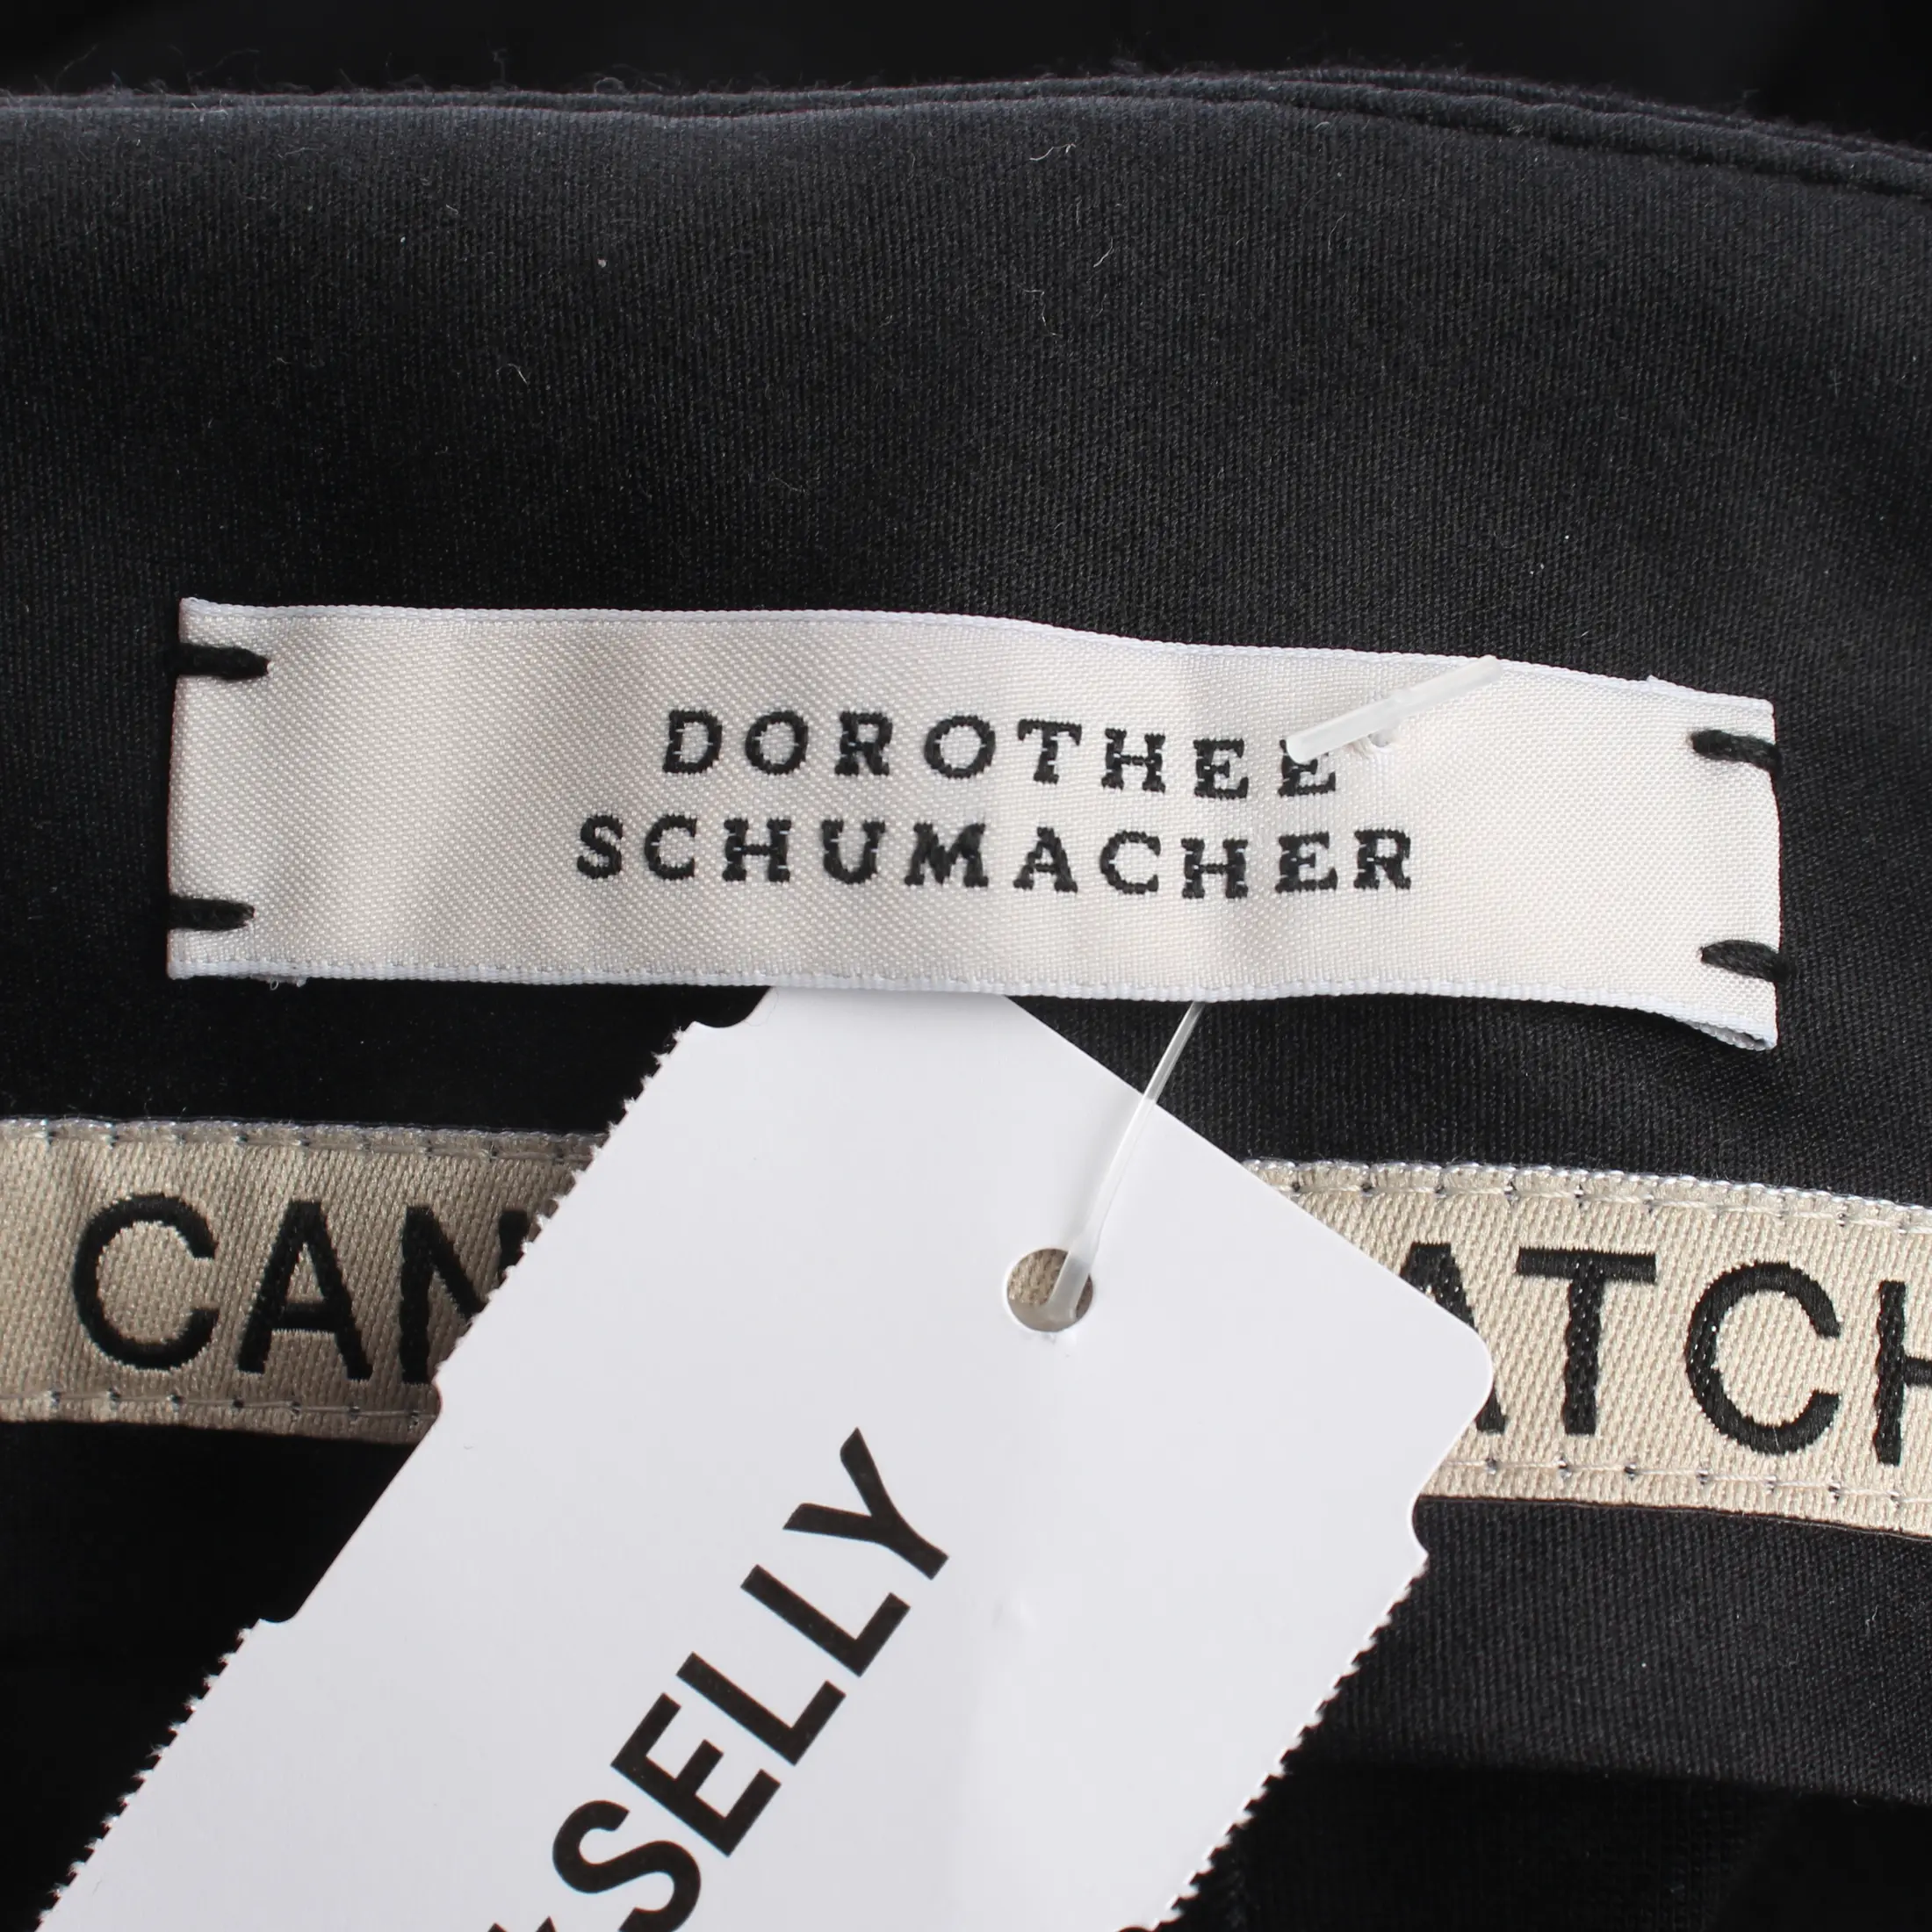 DOROTHEE
SCHUMACHER
CAN ATCH
SELLY